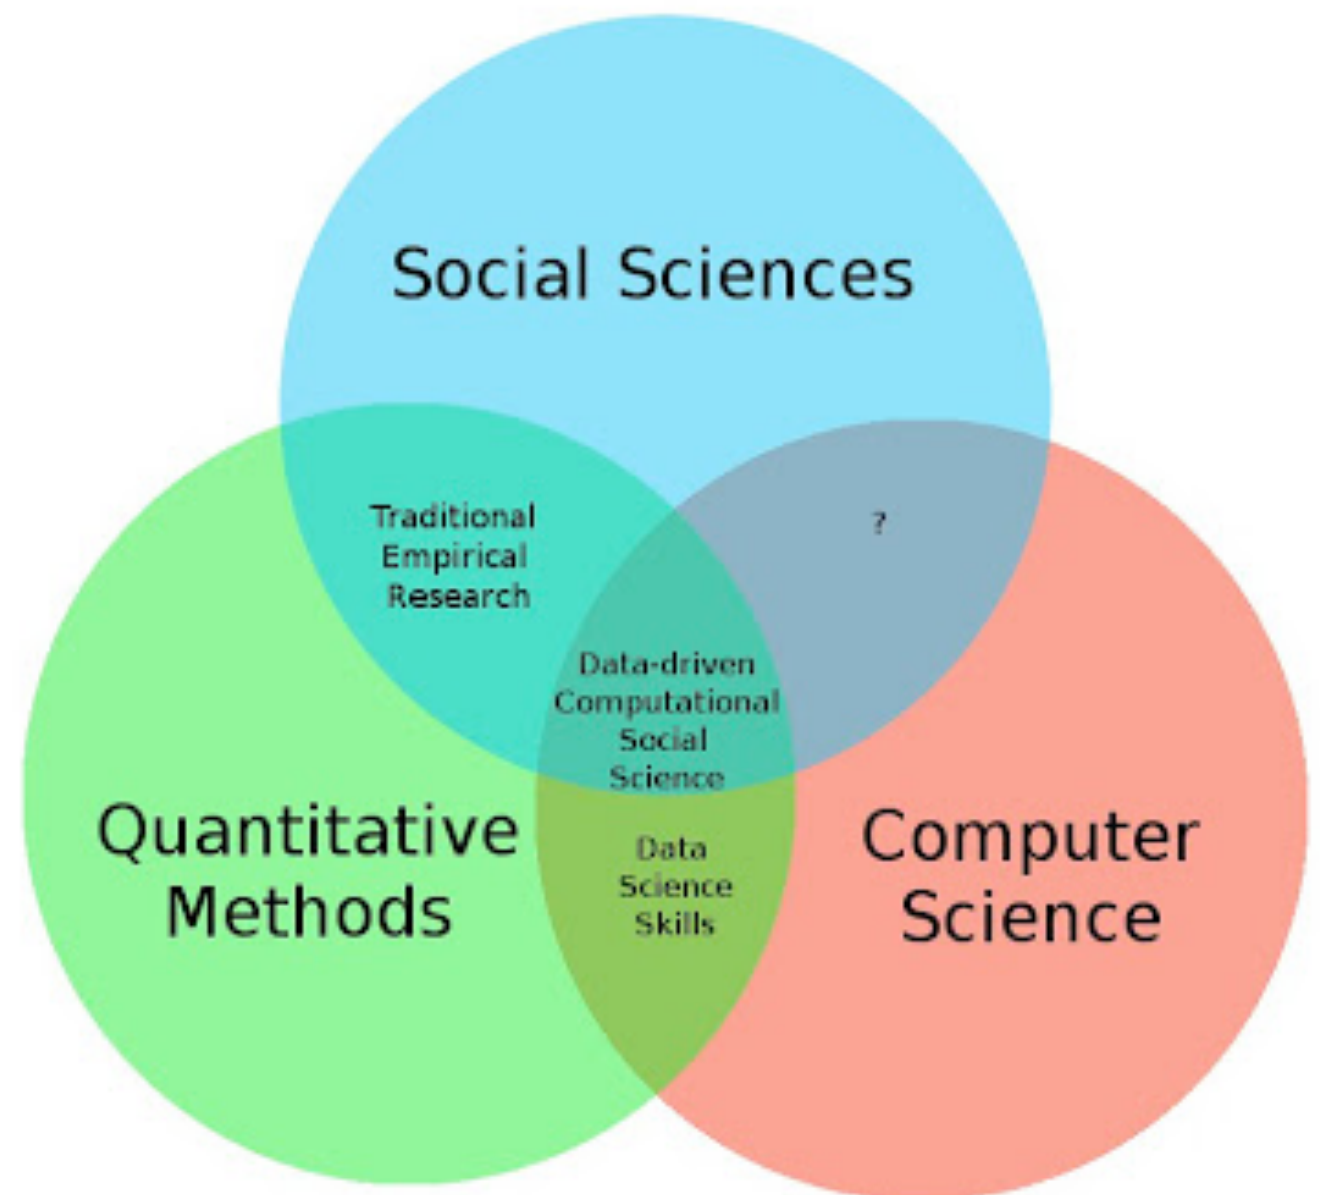 Social Sciences
Traditional
Empirical
Research
?
Data-driven
Computational
Social
Science
Quantitative
Methods
Computer
Science
Data
Science
Skills